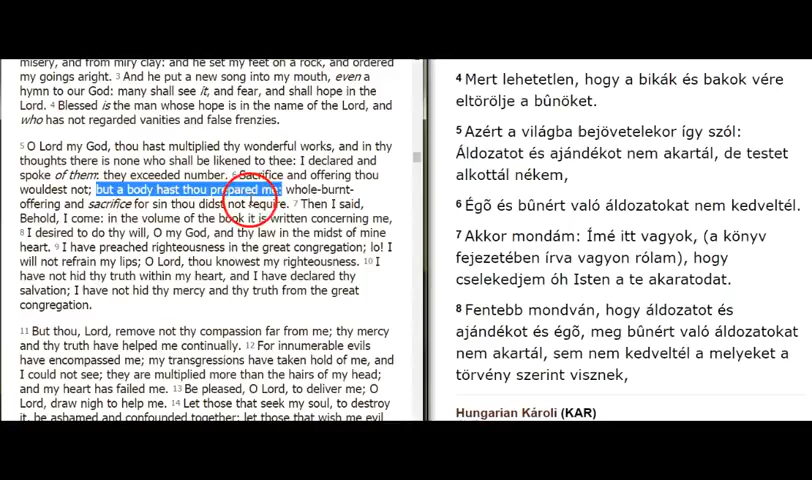 misery, and from miry clay: and he set my feet on a rock, and ordered
my goings aright. 3 And he put a new song into my mouth, even a
hymn to our God: many shall see it, and fear, and shall hope in the
Lord. 4 Blessed is the man whose hope is in the name of the Lord, and
who has not regarded vanities and false frenzies.
5 O Lord my God, thou hast multiplied thy wonderful works, and in thy
thoughts there is none who shall be likened to thee: I declared and
spoke of them: they exceeded number. 6 Sacrifice and offering thou
wouldest not; but a body hast thou prepared me: whole-burnt-
offering and sacrifice for sin thou didst not require. 7 Then I said,
Behold, I come: in the volume of the book it is written concerning me,
8 I desired to do thy will, O my God, and thy law in the midst of mine
heart. 9 I have preached righteousness in the great congregation; lo! I
will not refrain my lips; O Lord, thou knowest my righteousness. 10 I
have not hid thy truth within my heart, and I have declared thy
salvation; I have not hid thy mercy and thy truth from the great
congregation.
11 But thou, Lord, remove not thy compassion far from me; thy mercy
and thy truth have helped me continually. 12 For innumerable evils
have encompassed me; my transgressions have taken hold of me, and
I could not see; they are multiplied more than the hairs of my head;
and my heart has failed me. 13 Be pleased, O Lord, to deliver me; O
Lord, draw nigh to help me. 14 Let those that seek my soul, to destroy
it, be ashamed and confounded together; let those that wish me evil
4 Mert lehetetlen, hogy a bikák és bakok vére
eltörölje a bûnöket.
5 Azért a világba bejövetelekor így szól:
Áldozatot és ajándékot nem akartál, de testet
alkottál nékem,
6 Égõ és bûnért való áldozatokat nem kedveltél.
7 Akkor mondám: Ímé itt vagyok, (a könyv
fejezetében írva vagyon rólam), hogy
cselekedjem óh Isten a te akaratodat.
8 Fentebb mondván, hogy áldozatot és
ajándékot és égõ, meg bûnért való áldozatokat
nem akartál, sem nem kedveltél a melyeket a
törvény szerint visznek,
Hungarian Károli (KAR)